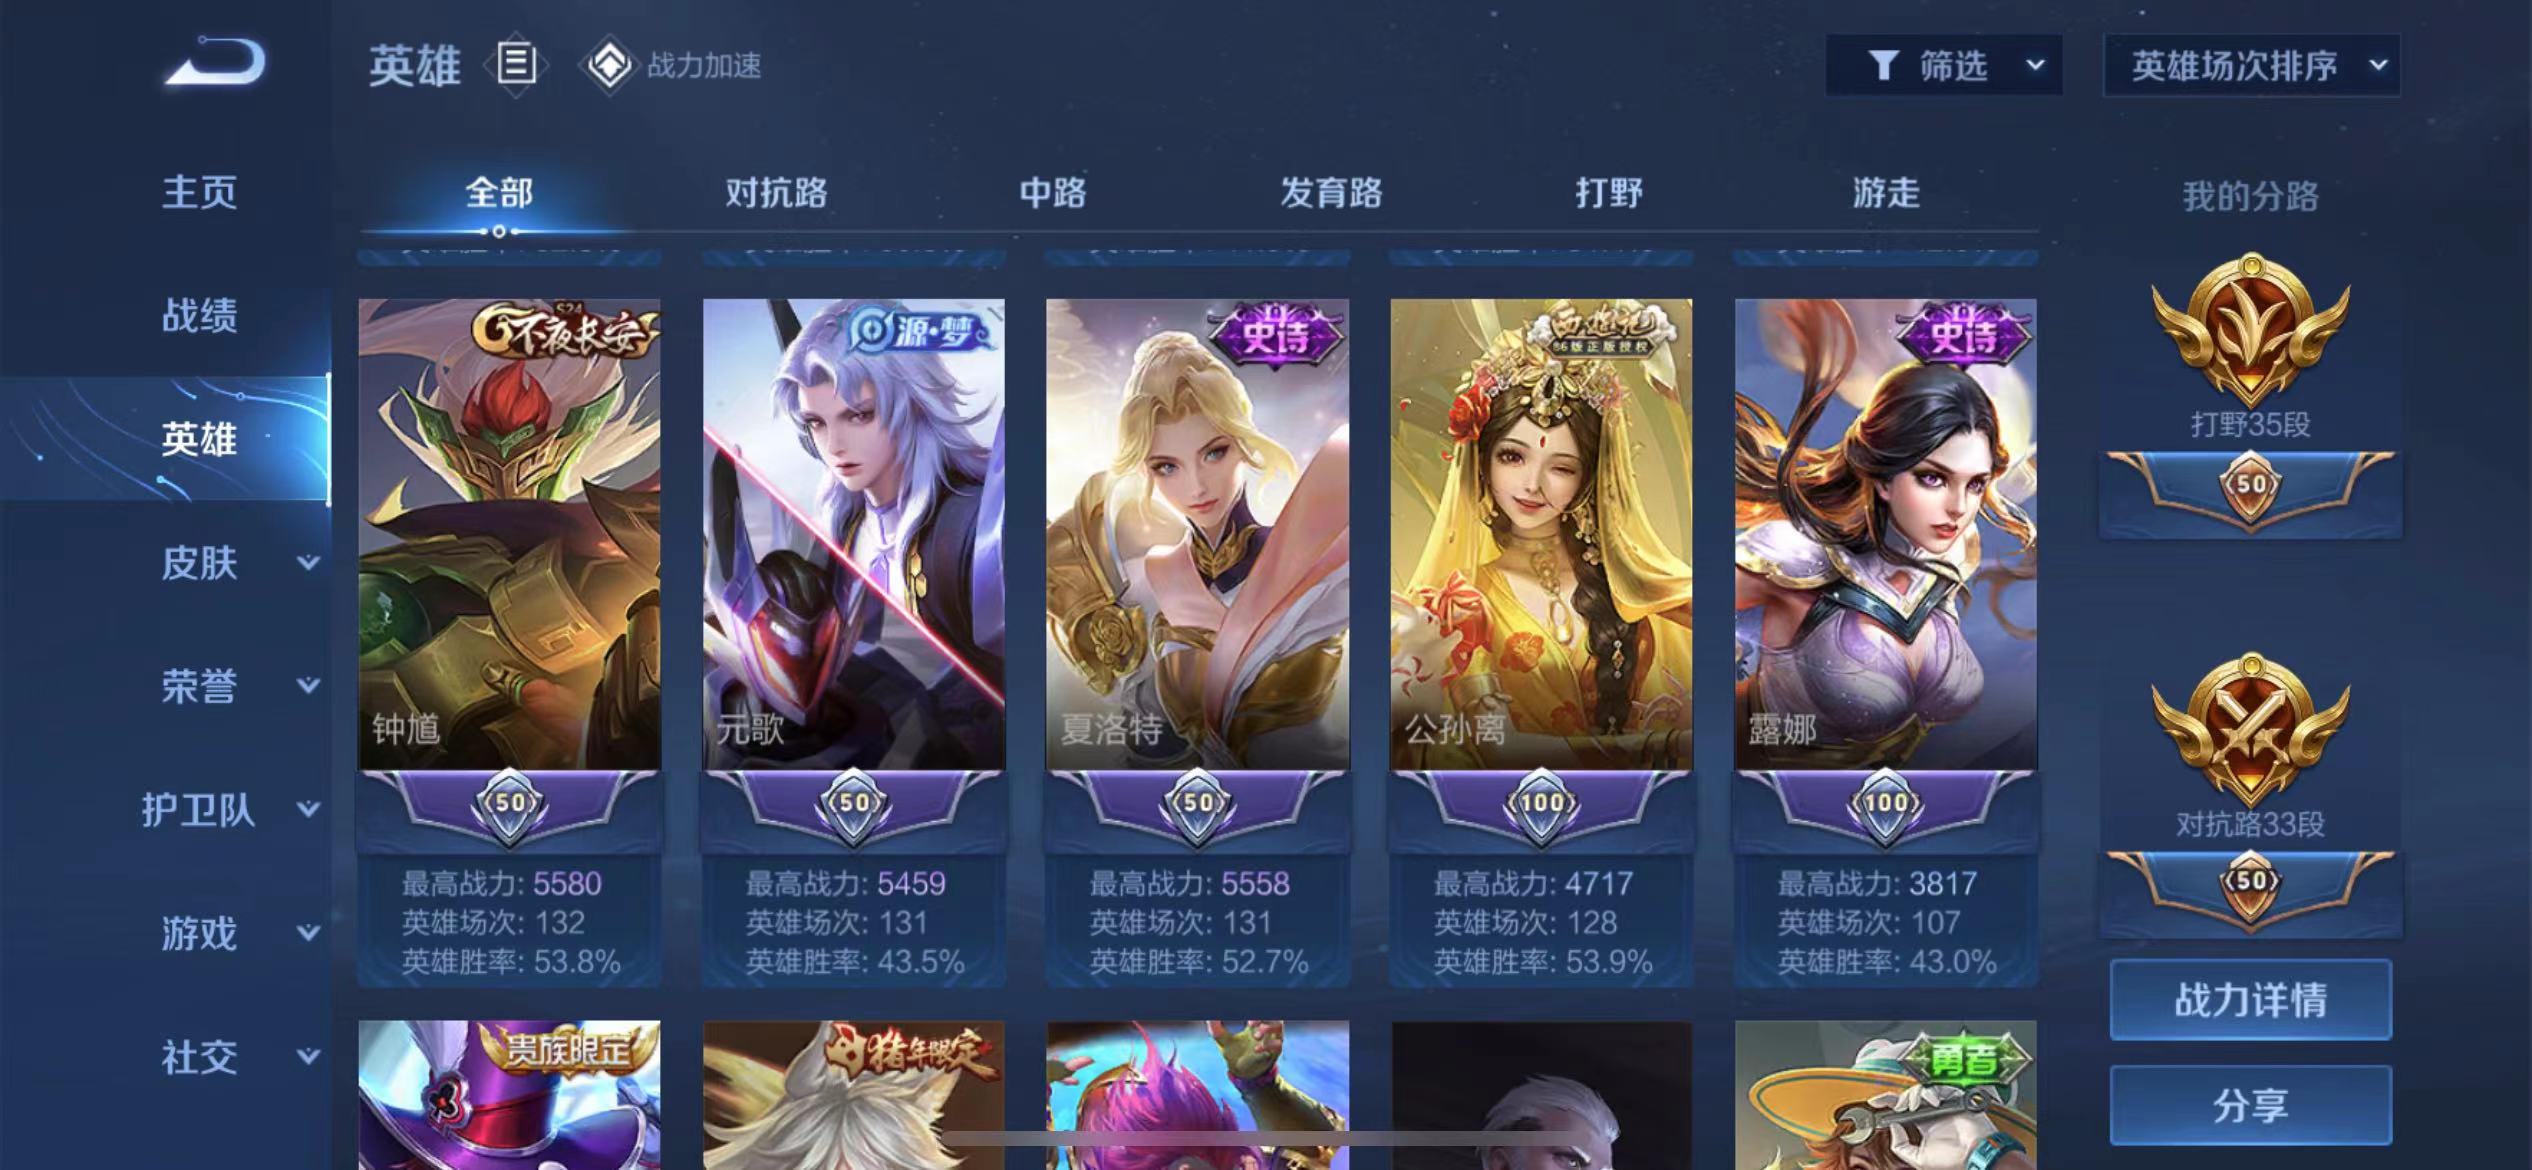 英雄
战力加速
筛选
英雄场次排序
主页
战绩
英雄
皮肤
荣誉
护卫队
游戏
社交
全部
对抗路
中路
发育路
打野
游走
我的分路
S24
不夜长安
源·梦
史诗
西游记
86版正版授权
史诗
钟馗
元歌
夏洛特
公孙离
露娜
50
50
50
100
100
最高战力: 5580
英雄场次: 132
英雄胜率: 53.8%
最高战力: 5459
英雄场次: 131
英雄胜率: 43.5%
最高战力: 5558
英雄场次: 131
英雄胜率: 52.7%
最高战力: 4717
英雄场次: 128
英雄胜率: 53.9%
最高战力: 3817
英雄场次: 107
英雄胜率: 43.0%
贵族限定
猪年限定
勇者
打野35段
50
对抗路33段
50
战力详情
分享